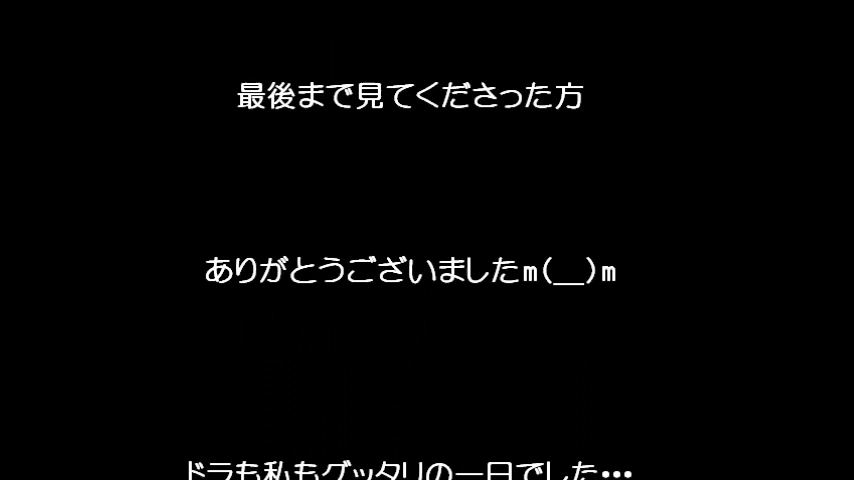 最後まで見てくださった方
ありがとうございましたm(__)m
ドラも私もグッタリの一日でした・・・